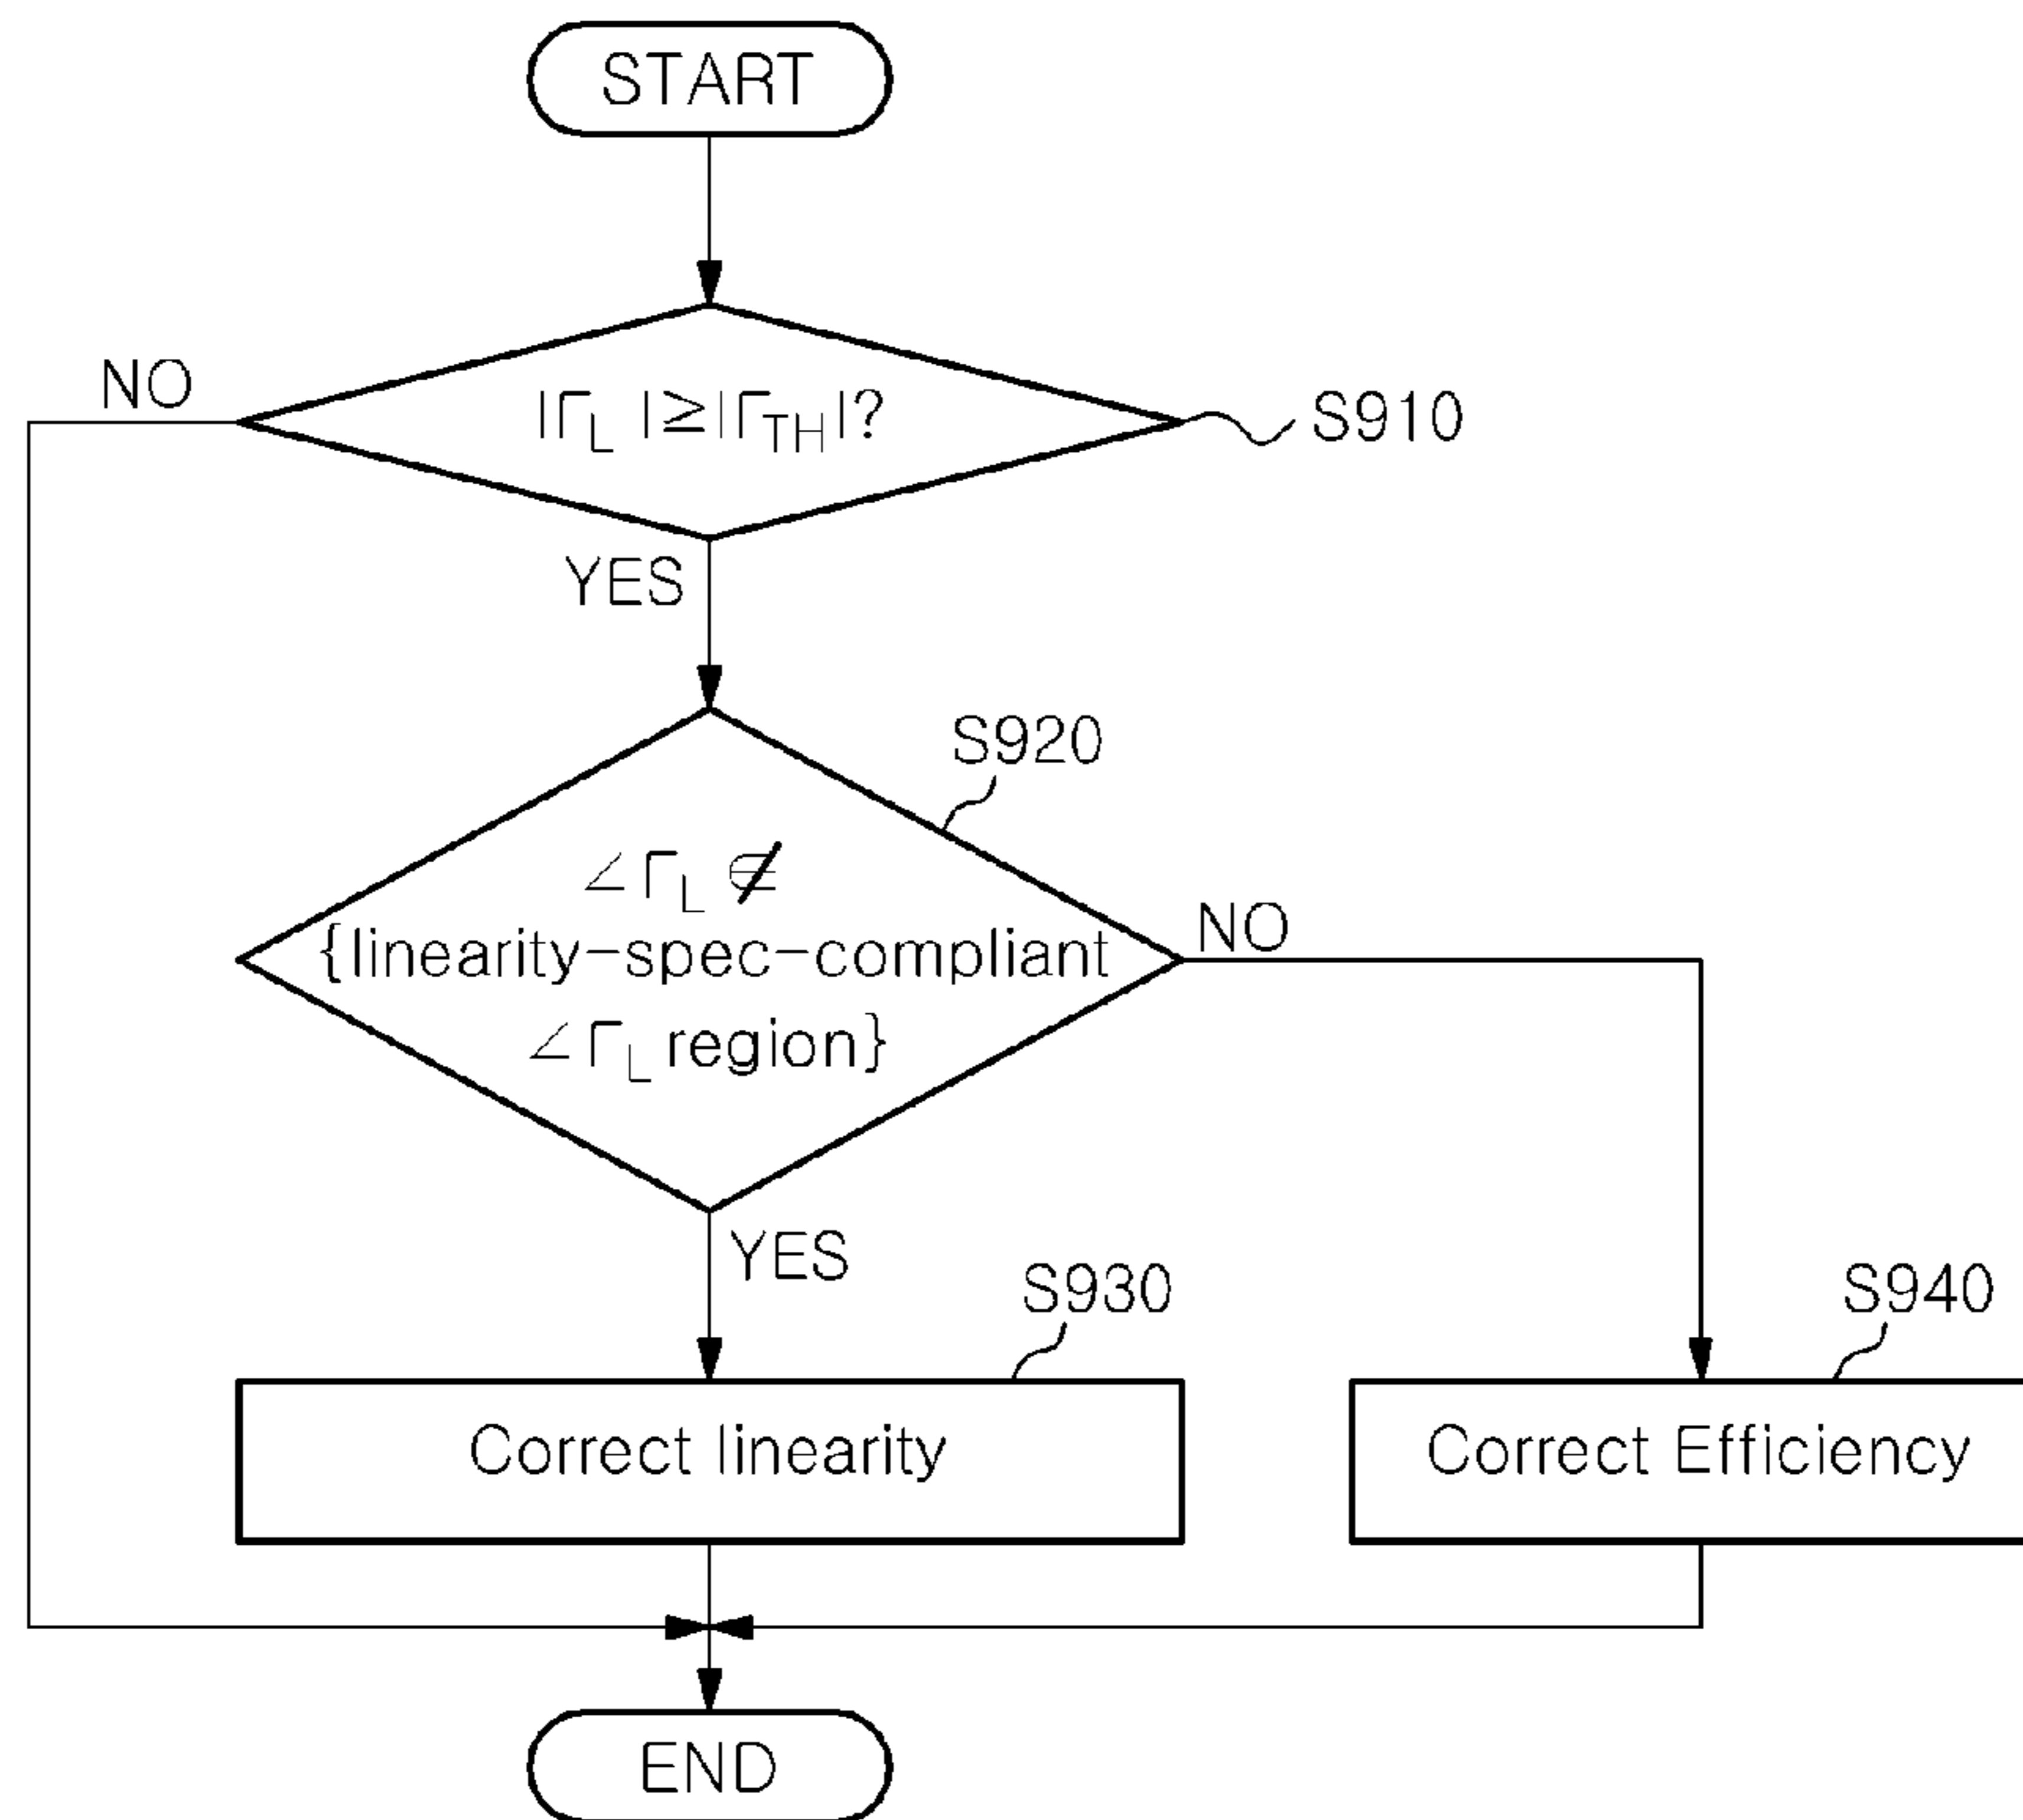 START
NO
|Γ_L|≥|Γ_TH|?
S910
YES
S920
∠Γ_L ∉
{linearity-spec-compliant
∠Γ_L region}
NO
YES
S930
S940
Correct linearity
Correct Efficiency
END